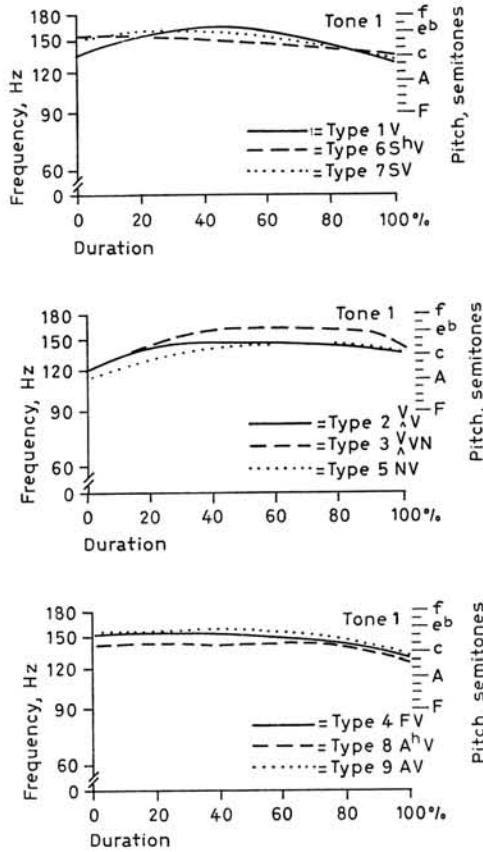 Tone 1
Frequency, Hz
180
150
120
90
60
0
f
eb
c
A
F
Pitch, semitones
=Type 1 V
=Type 6 ShV
=Type 7 SV
0 20 40 60 80 100%
Duration
Tone 1
Frequency, Hz
180
150
120
90
60
0
f
eb
c
A
F
Pitch, semitones
=Type 2 V̬V
=Type 3 V̬VN
=Type 5 NV
0 20 40 60 80 100%
Duration
Tone 1
Frequency, Hz
180
150
120
90
60
0
f
eb
c
A
F
Pitch, semitones
=Type 4 FV
=Type 8 AhV
=Type 9 AV
0 20 40 60 80 100%
Duration